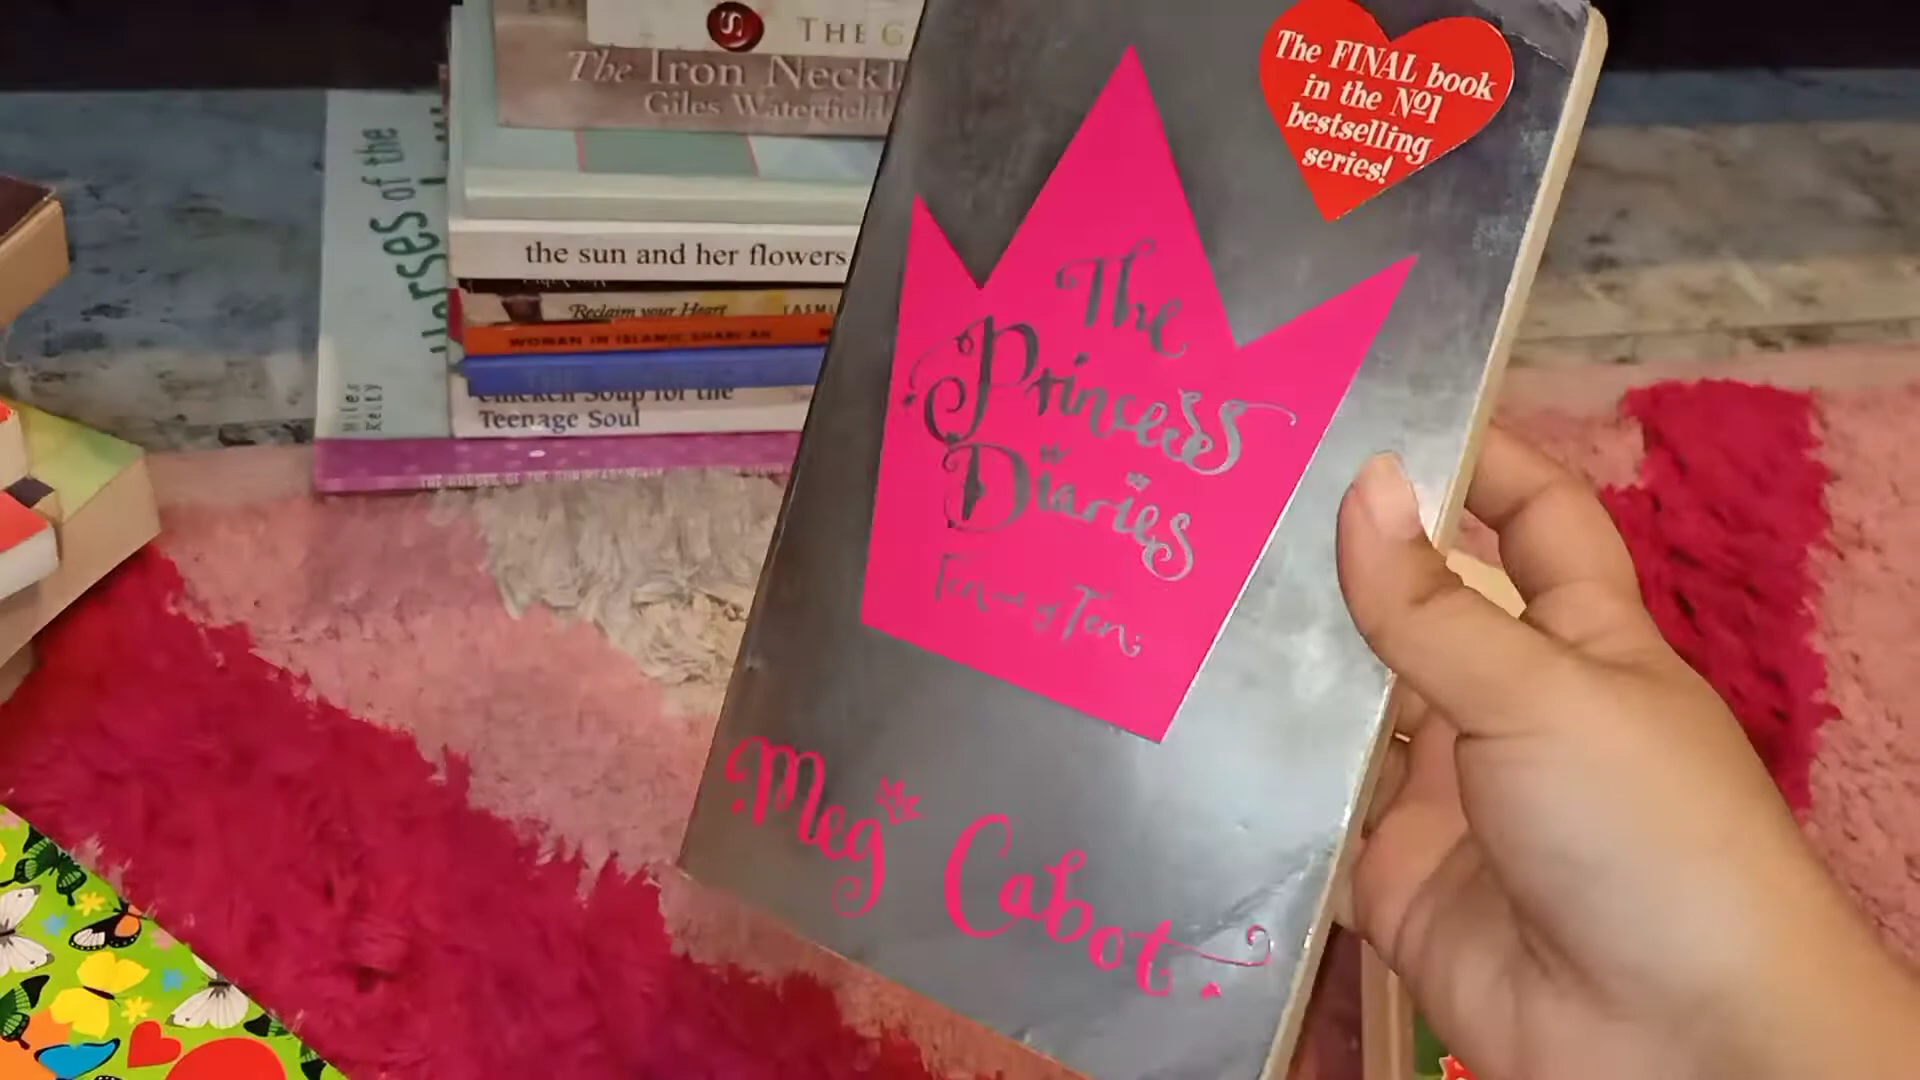 THE G
The Iron Neckl
Giles Waterfield
the sun and her flowers
Reclaim your Heart
WOMAN IN ISLAMIC SHARI'AH
Chicken Soup for the
Teenage Soul
Horses of the
Miles
Kelly
The FINAL book
in the No1
bestselling
series!
The
Princess
Diaries
Ten out of Ten
Meg Cabot